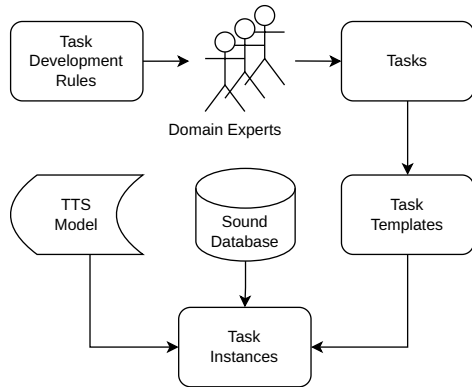 Task
Development
Rules
Domain Experts
Tasks
TTS
Model
Sound
Database
Task
Templates
Task
Instances